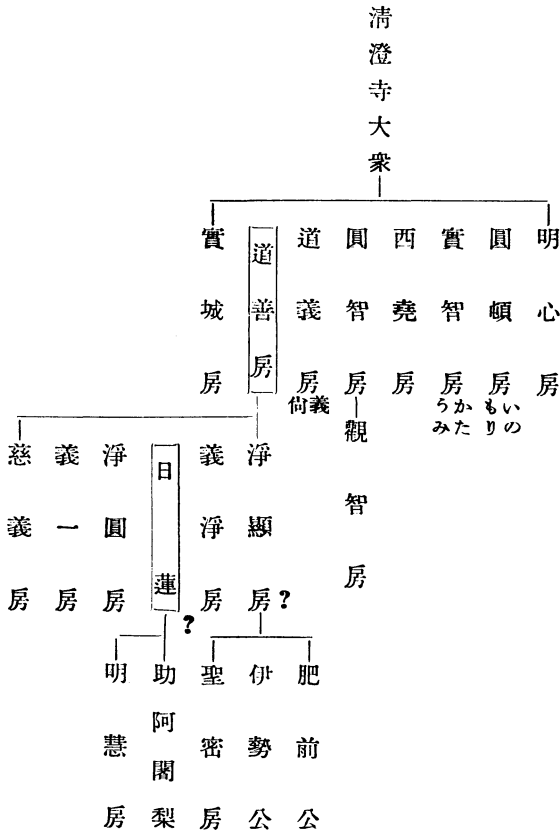 清澄寺大衆
明心房
圓頓房
いの
もり
實智房
かた
うみ
西堯房
圓智房
觀智房
道義房
義尙
道善房
實城房
淨顯房?
義淨房
日蓮
淨圓房
義一房
慈義房
肥前公
伊勢公
聖密房
?
助阿闍梨
明慧房